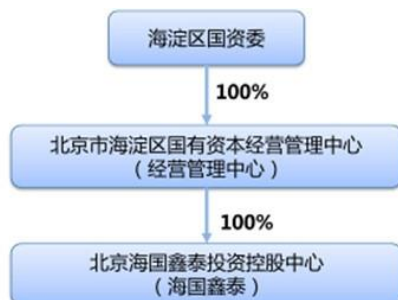 海淀区国资委
100%
北京市海淀区国有资本经营管理中心
（经营管理中心）
100%
北京海国鑫泰投资控股中心
（海国鑫泰）